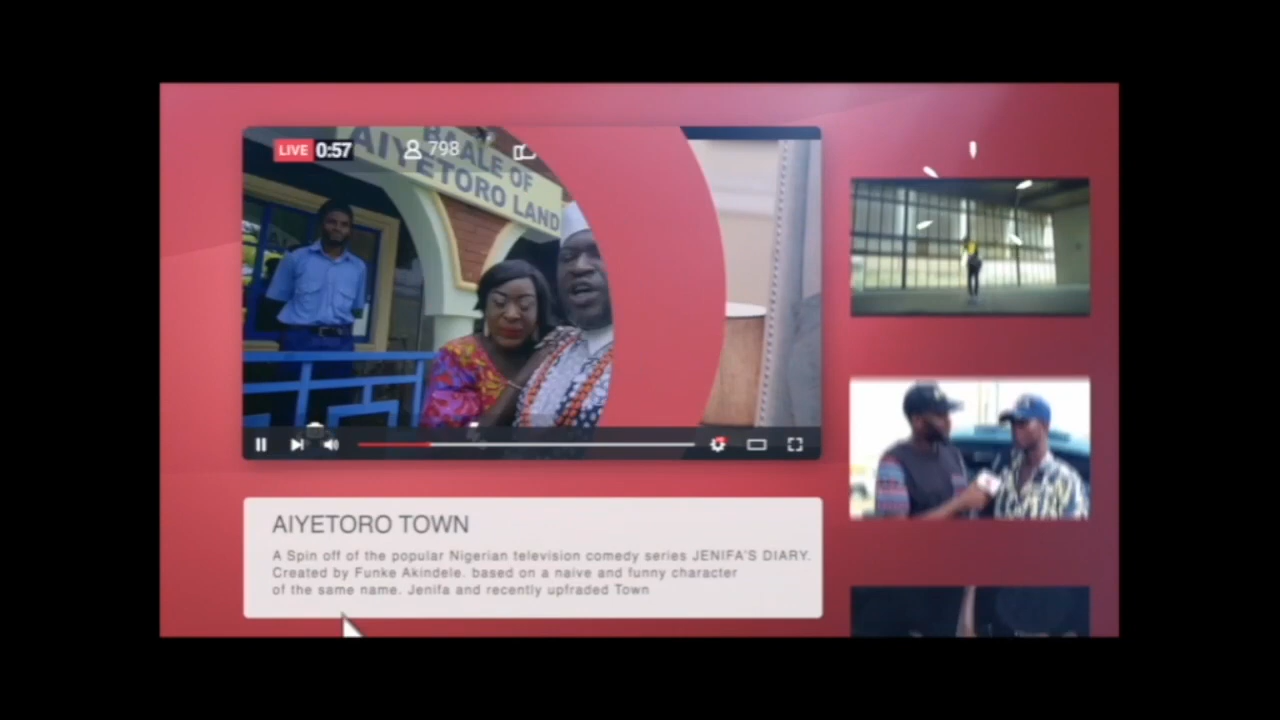 LIVE 0:57 798
BAALE OF
AIYETORO LAND
AIYETORO TOWN
A Spin off of the popular Nigerian television comedy series JENIFA'S DIARY.
Created by Funke Akindele. based on a naive and funny character
of the same name. Jenifa and recently upfraded Town